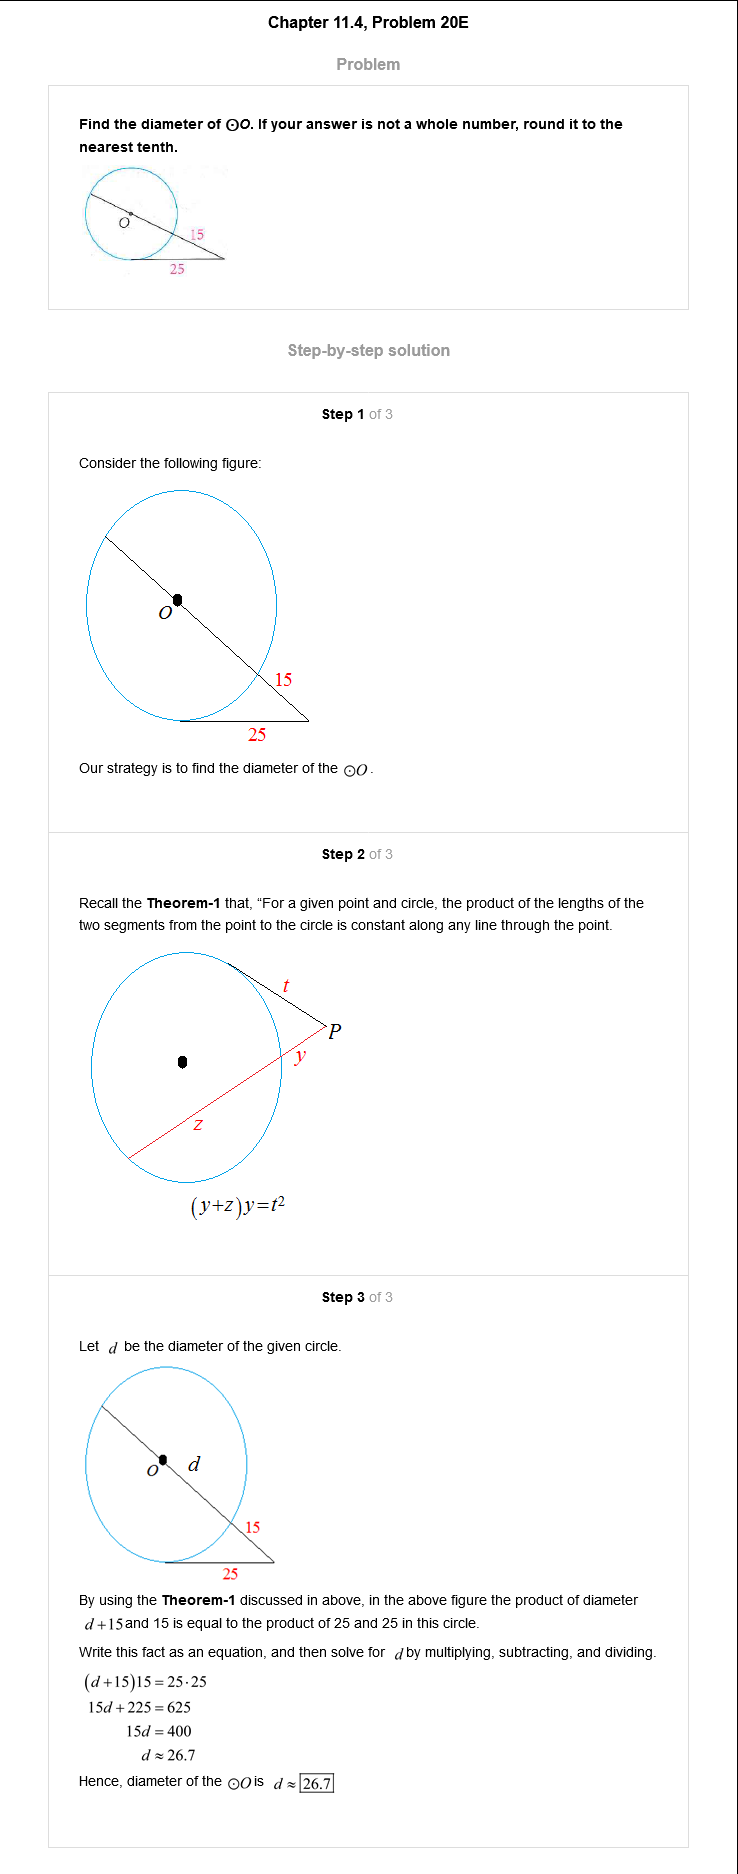 Chapter 11.4, Problem 20E
Problem
Find the diameter of ⊙O. If your answer is not a whole number, round it to the
nearest tenth.
O
15
25
Step-by-step solution
Step 1 of 3
Consider the following figure:
O
15
25
Our strategy is to find the diameter of the ⊙O.
Step 2 of 3
Recall the Theorem-1 that, “For a given point and circle, the product of the lengths of the
two segments from the point to the circle is constant along any line through the point.
t
P
y
z
(y+z)y=t²
Step 3 of 3
Let d be the diameter of the given circle.
O d
15
25
By using the Theorem-1 discussed in above, in the above figure the product of diameter
d+15 and 15 is equal to the product of 25 and 25 in this circle.
Write this fact as an equation, and then solve for d by multiplying, subtracting, and dividing.
(d+15)15 = 25·25
15d + 225 = 625
15d = 400
d ≈ 26.7
Hence, diameter of the ⊙O is d ≈ 26.7